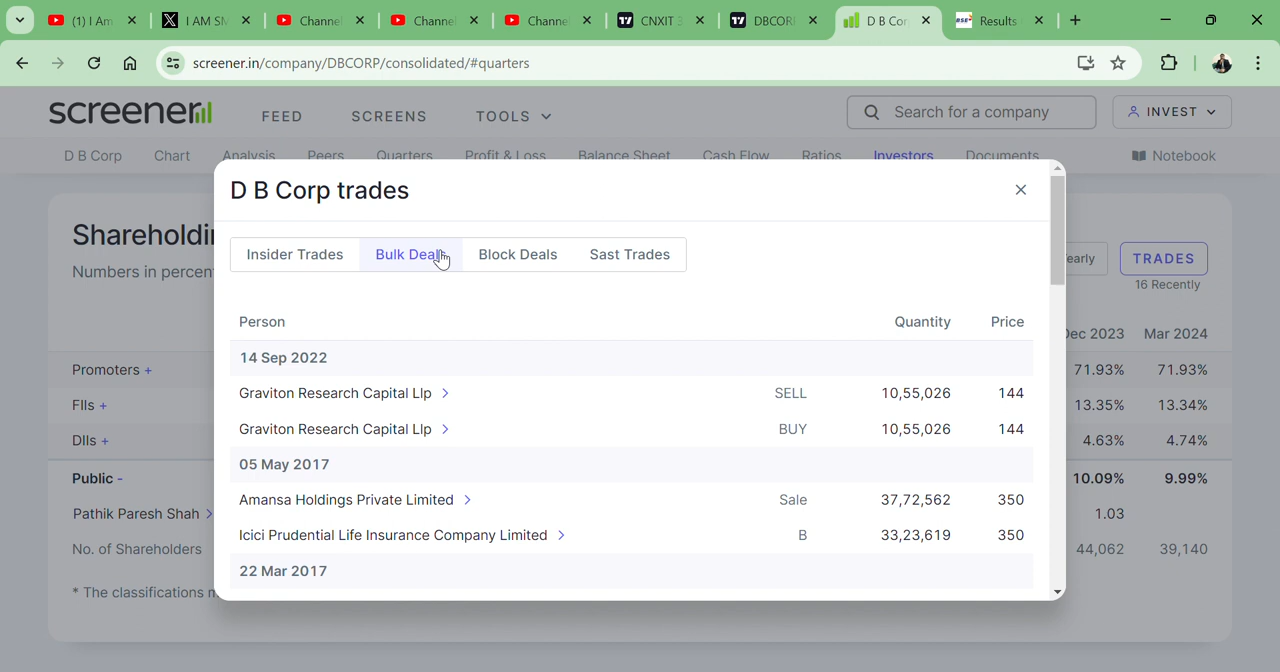 (1) I Am
I AM SM
Channel
Channel
Channel
CNXIT 3
DBCORP
D B Cor
Results
screener.in/company/DBCORP/consolidated/#quarters
screener
FEED
SCREENS
TOOLS
Search for a company
INVEST
D B Corp
Chart
Analysis
Peers
Quarters
Profit & Loss
Balance Sheet
Cash Flow
Ratios
Investors
Documents
Notebook
Shareholdi
Numbers in percen
early
TRADES
16 Recently
Dec 2023 Mar 2024
Promoters + 71.93% 71.93%
FIIs + 13.35% 13.34%
DIIs + 4.63% 4.74%
Public - 10.09% 9.99%
Pathik Paresh Shah > 1.03
No. of Shareholders 44,062 39,140
* The classifications m
D B Corp trades
Insider Trades
Bulk Deals
Block Deals
Sast Trades
Person Quantity Price
14 Sep 2022
Graviton Research Capital Llp > SELL 10,55,026 144
Graviton Research Capital Llp > BUY 10,55,026 144
05 May 2017
Amansa Holdings Private Limited > Sale 37,72,562 350
Icici Prudential Life Insurance Company Limited > B 33,23,619 350
22 Mar 2017